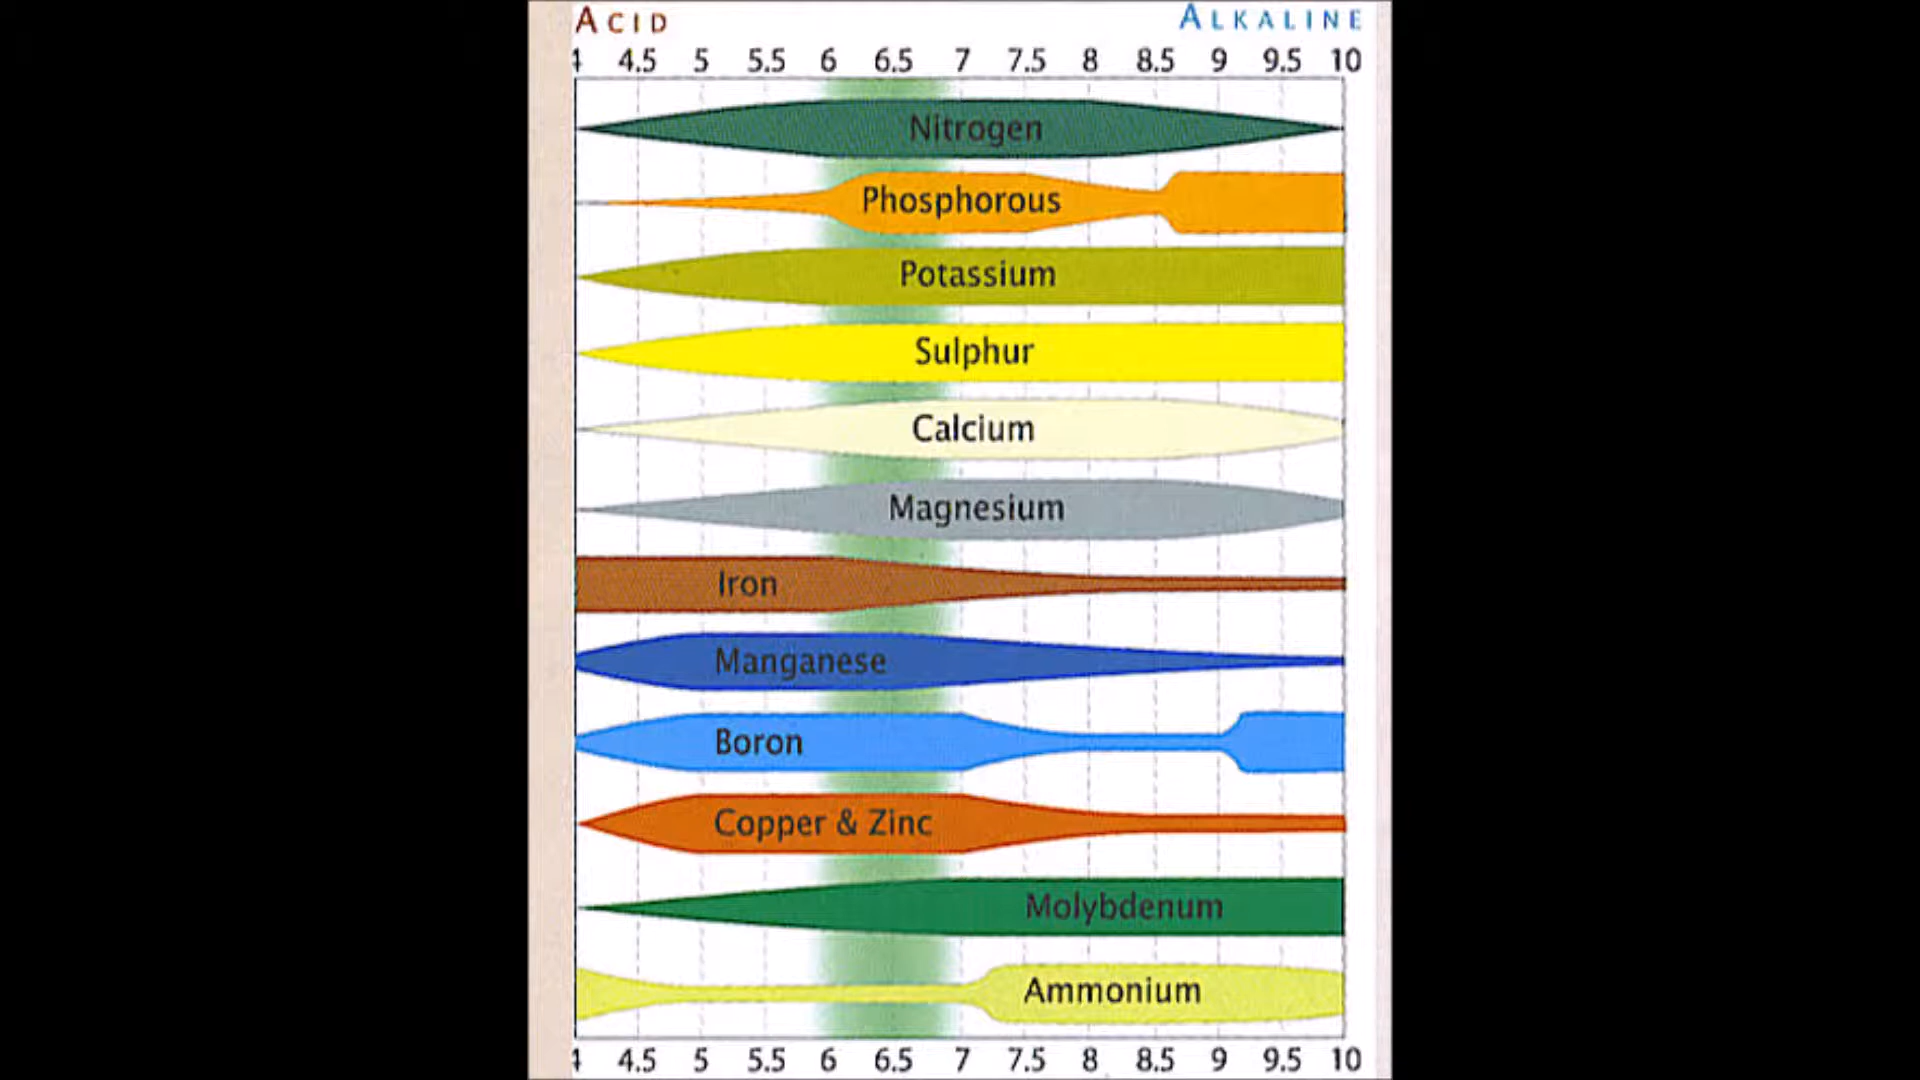 ACID ALKALINE
4 4.5 5 5.5 6 6.5 7 7.5 8 8.5 9 9.5 10
Nitrogen
Phosphorous
Potassium
Sulphur
Calcium
Magnesium
Iron
Manganese
Boron
Copper & Zinc
Molybdenum
Ammonium
4 4.5 5 5.5 6 6.5 7 7.5 8 8.5 9 9.5 10